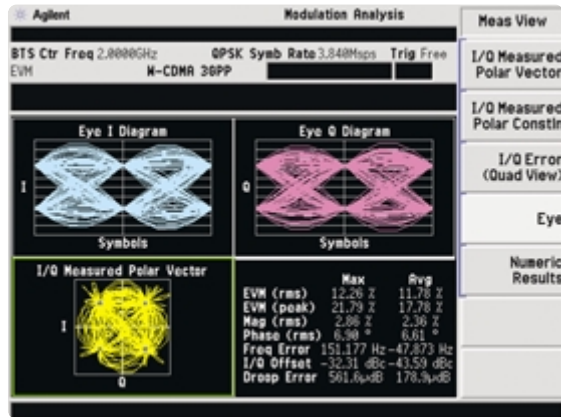 Agilent Modulation Analysis Meas View
BTS Ctr Freq 2.0000GHz QPSK Symb Rate 3.840Msps Trig Free
EVM W-CDMA 3GPP
I/Q Measured
Polar Vector
I/Q Measured
Polar Constln
I/Q Error
(Quad View)
Eye
Numeric
Results
Eye I Diagram
I
Symbols
Eye Q Diagram
Q
Symbols
I/Q Measured Polar Vector
I
Q
Max Avg
EVM (rms) 12.26 % 11.78 %
EVM (peak) 21.79 % 17.78 %
Mag (rms) 2.86 % 2.36 %
Phase (rms) 6.90 ° 6.61 °
Freq Error 151.177 Hz -47.873 Hz
I/Q Offset -32.31 dBc -43.59 dBc
Droop Error 561.6µdB 178.9µdB